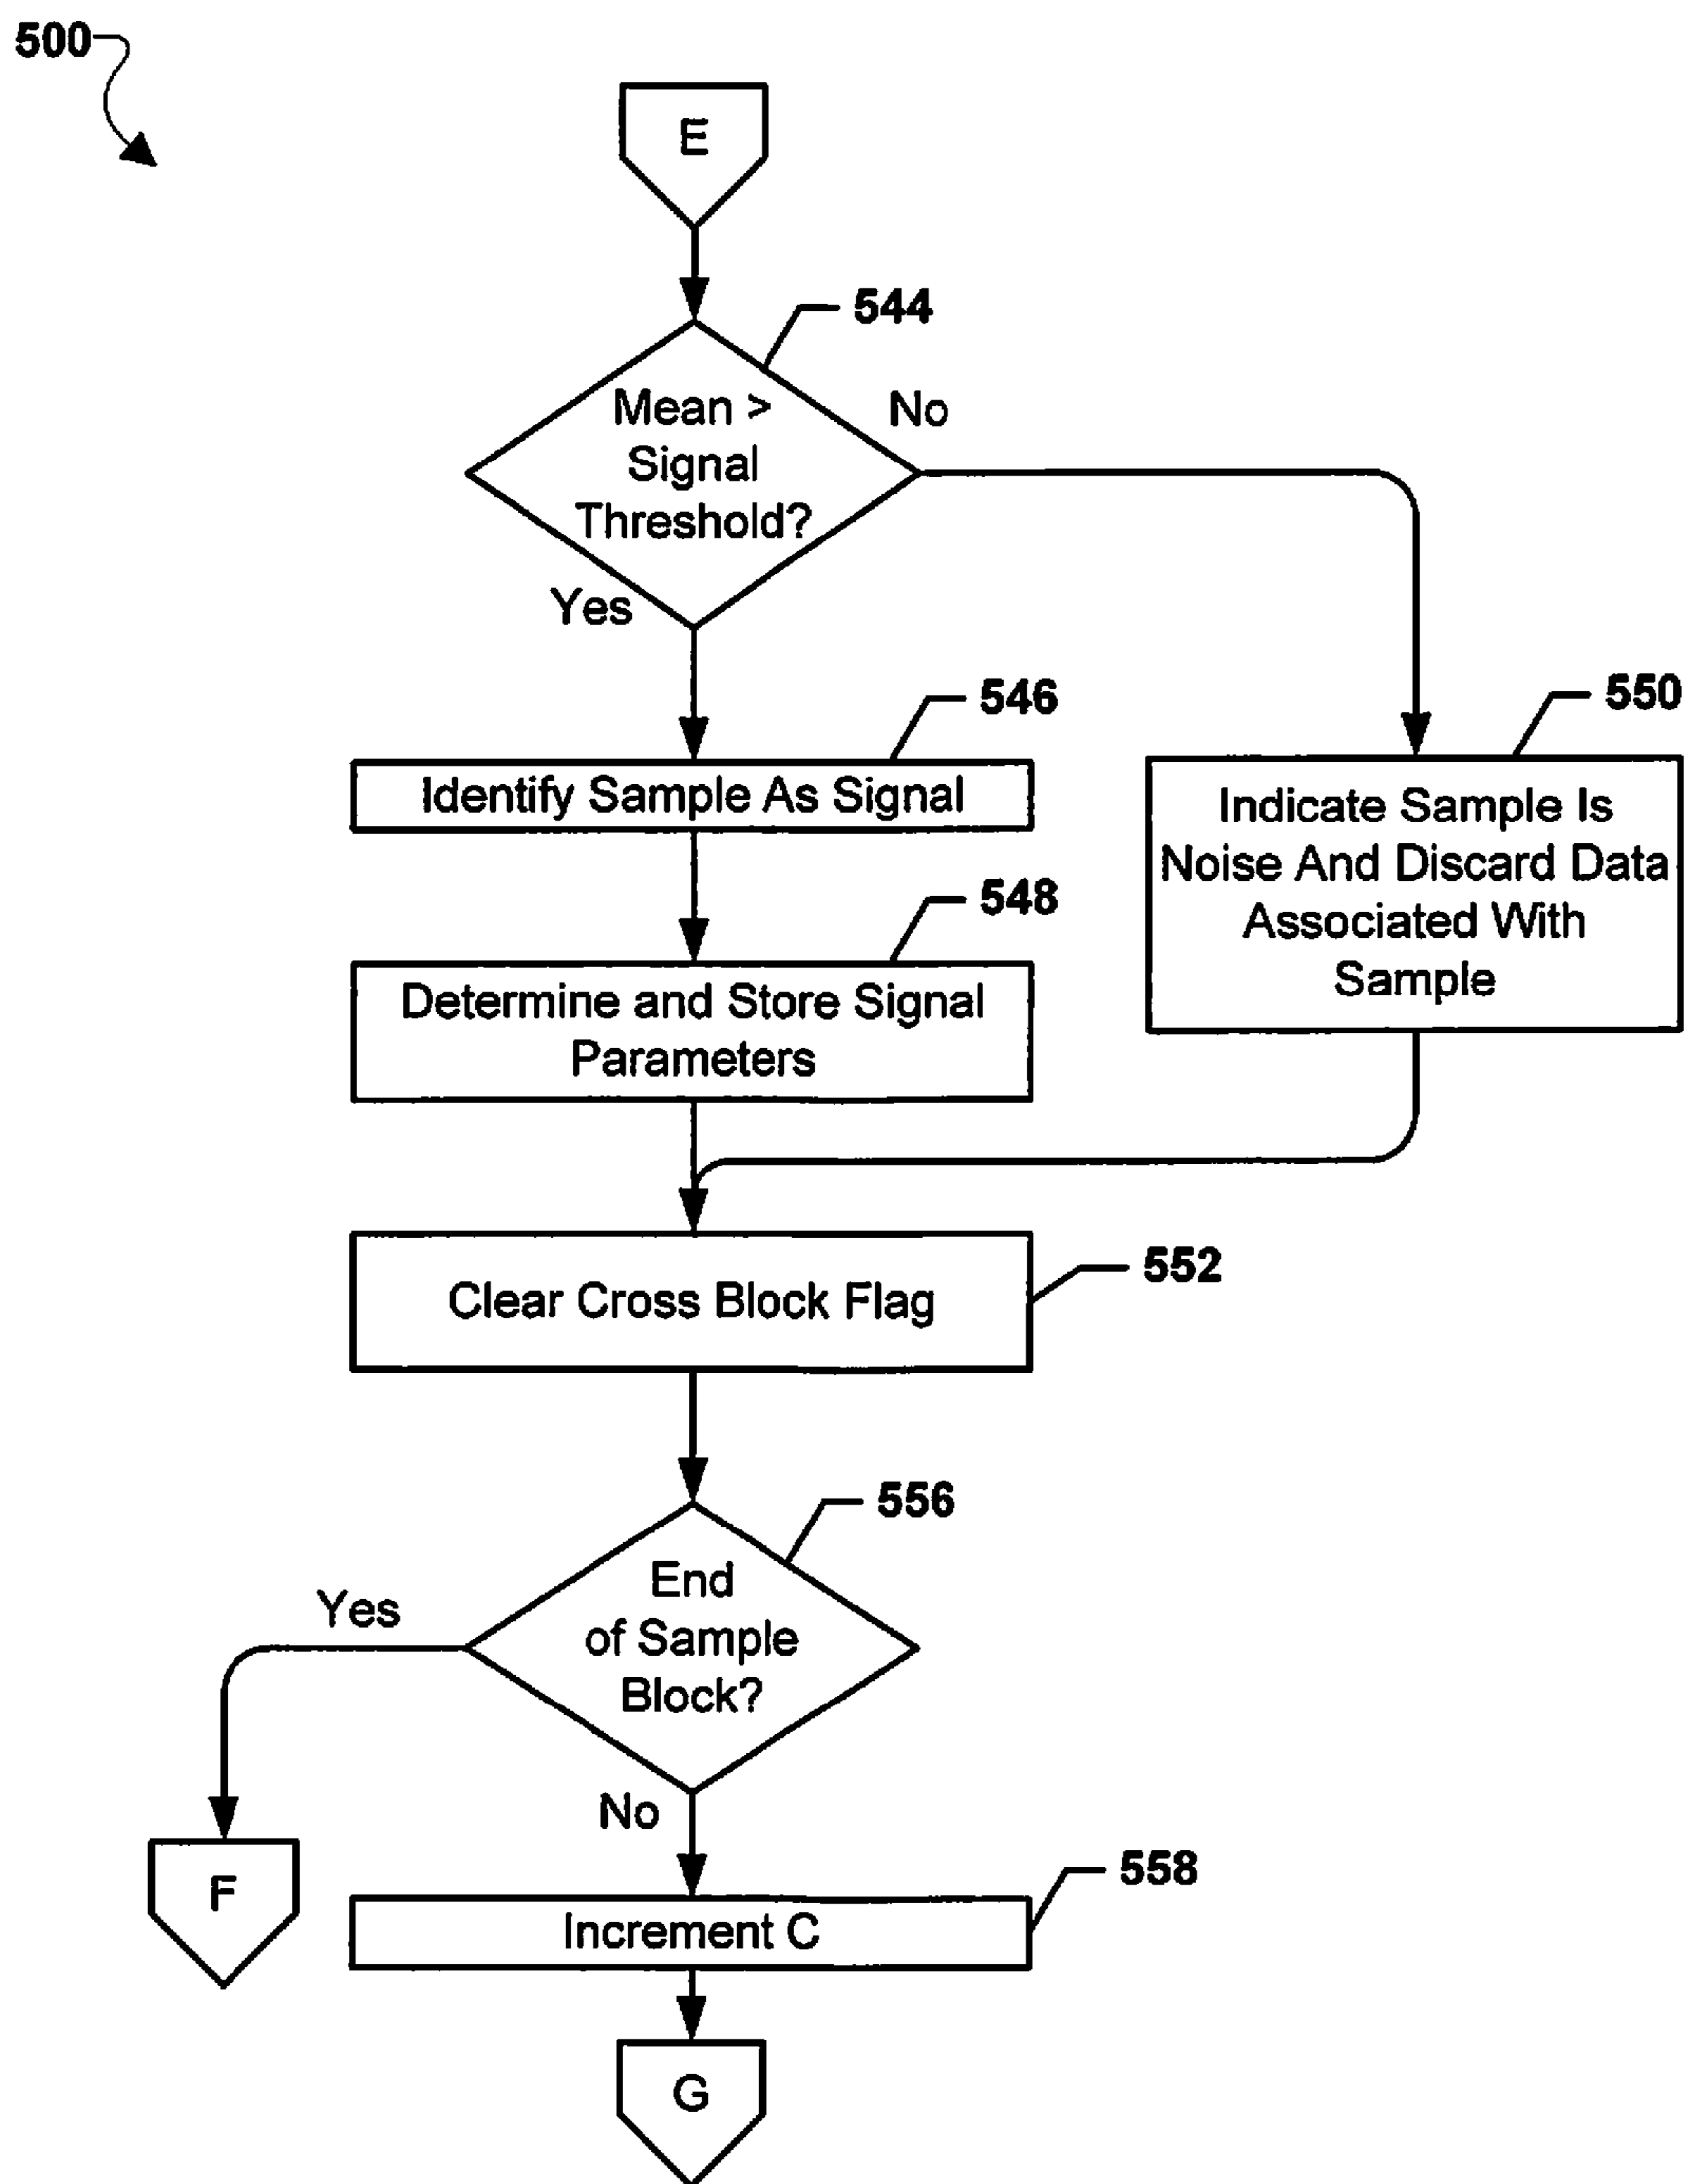 500
E
544
Mean >
Signal
Threshold?
No
Yes
546
Identify Sample As Signal
550
Indicate Sample Is
Noise And Discard Data
Associated With
Sample
548
Determine and Store Signal
Parameters
552
Clear Cross Block Flag
556
End
of Sample
Block?
Yes
No
F
558
Increment C
G